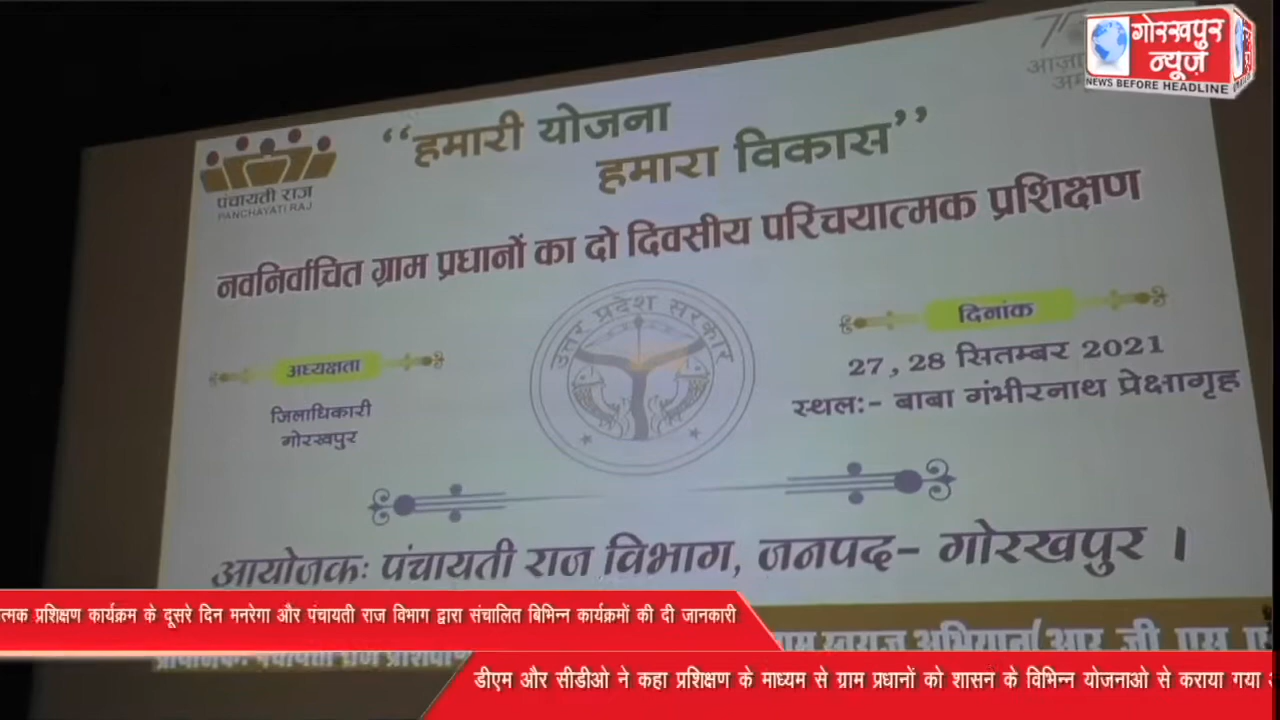 गोरखपुर
न्यूज़
NEWS BEFORE HEADLINE
पंचायती राज
PANCHAYATI RAJ
“हमारी योजना
हमारा विकास”
नवनिर्वाचित ग्राम प्रधानों का दो दिवसीय परिचयात्मक प्रशिक्षण
उत्तर प्रदेश सरकार
अध्यक्षता
जिलाधिकारी
गोरखपुर
दिनांक
27, 28 सितम्बर 2021
स्थल:- बाबा गंभीरनाथ प्रेक्षागृह
आयोजक: पंचायती राज विभाग, जनपद- गोरखपुर ।
त्मक प्रशिक्षण कार्यक्रम के दूसरे दिन मनरेगा और पंचायती राज विभाग द्वारा संचालित बिभिन्न कार्यक्रमों की दी जानकारी
डीएम और सीडीओ ने कहा प्रशिक्षण के माध्यम से ग्राम प्रधानों को शासन के विभिन्न योजनाओ से कराया गया